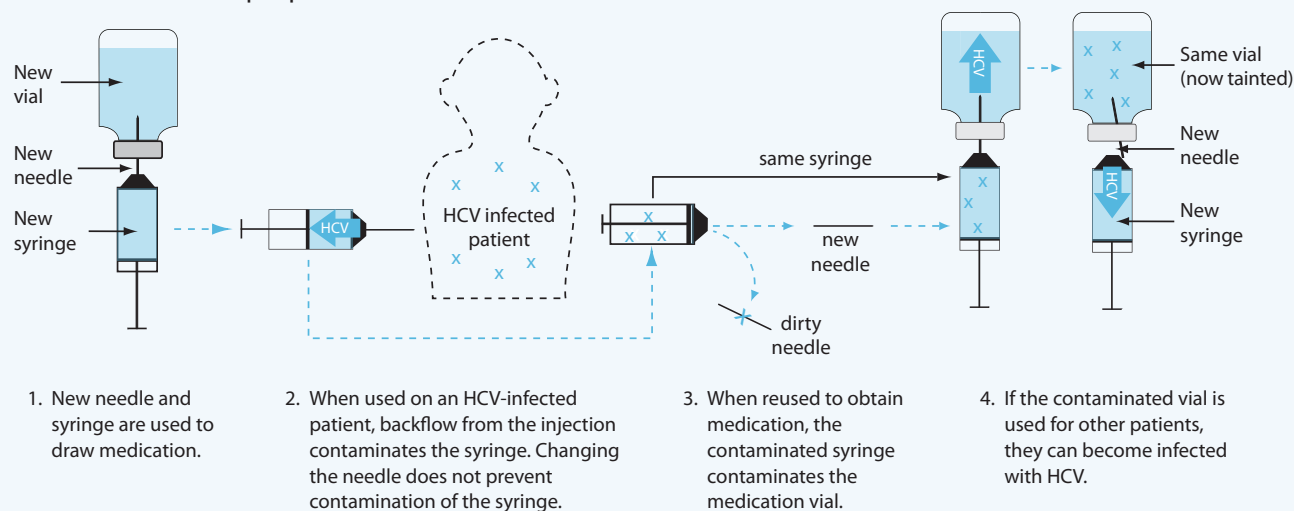 New
vial
New
needle
New
syringe
HCV
HCV infected
patient
same syringe
new
needle
dirty
needle
HCV
HCV
Same vial
(now tainted)
New
needle
New
syringe
1. New needle and
syringe are used to
draw medication.
2. When used on an HCV-infected
patient, backflow from the injection
contaminates the syringe. Changing
the needle does not prevent
contamination of the syringe.
3. When reused to obtain
medication, the
contaminated syringe
contaminates the
medication vial.
4. If the contaminated vial is
used for other patients,
they can become infected
with HCV.